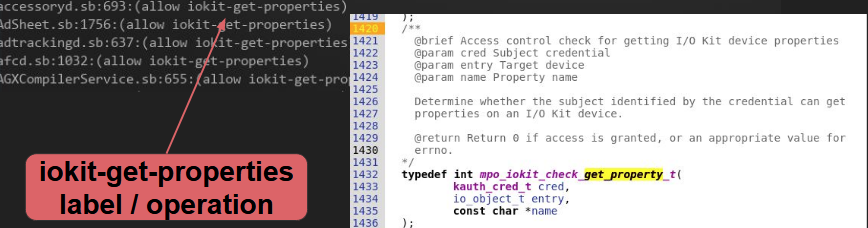 accessoryd.sb:693:(allow iokit-get-properties)
AdSheet.sb:1756:(allow iokit-get-properties)
adtrackingd.sb:637:(allow iokit-get-properties
afcd.sb:1032:(allow iokit-get-properties)
AGXCompilerService.sb:655:(allow iokit-get-prop
iokit-get-properties
label / operation
1419 );
1420 /**
1421 @brief Access control check for getting I/O Kit device properties
1422 @param cred Subject credential
1423 @param entry Target device
1424 @param name Property name
1425
1426 Determine whether the subject identified by the credential can get
1427 properties on an I/O Kit device.
1428
1429 @return Return 0 if access is granted, or an appropriate value for
1430 errno.
1431 */
1432 typedef int mpo_iokit_check_get_property_t(
1433 kauth_cred_t cred,
1434 io_object_t entry,
1435 const char *name
1436 );